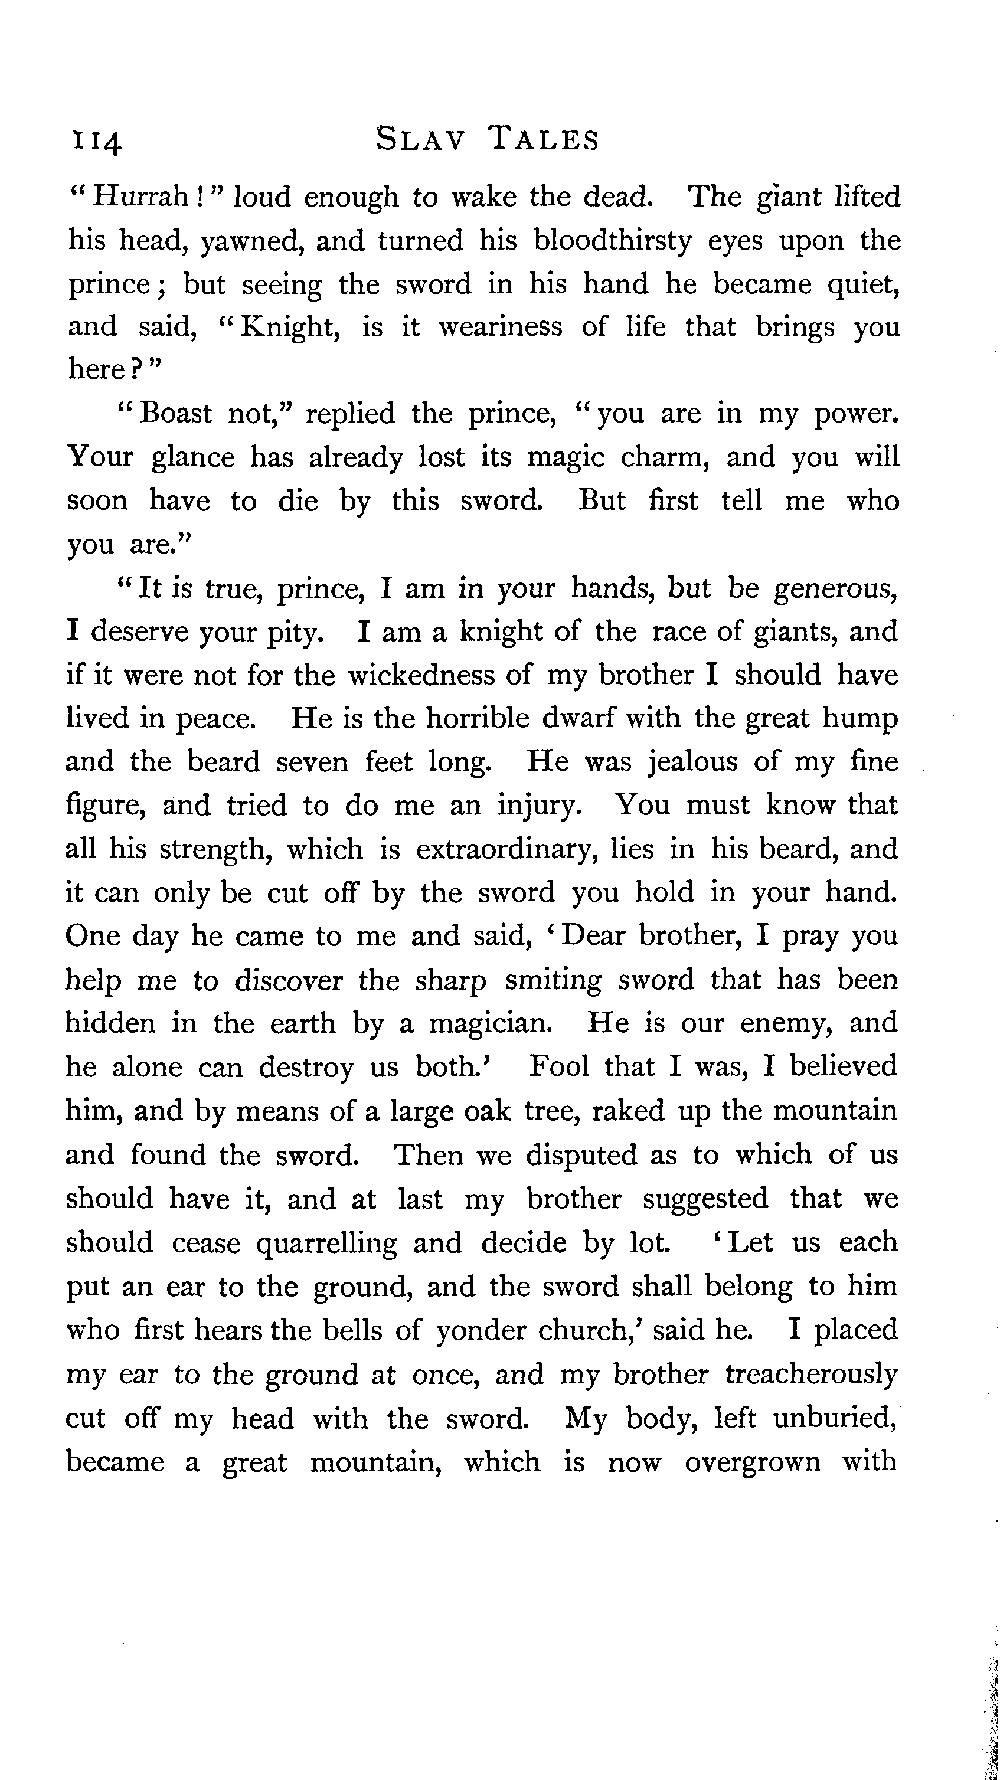 114 SLAV TALES
“Hurrah!” loud enough to wake the dead. The giant lifted
his head, yawned, and turned his bloodthirsty eyes upon the
prince; but seeing the sword in his hand he became quiet,
and said, “Knight, is it weariness of life that brings you
here?”
“Boast not,” replied the prince, “you are in my power.
Your glance has already lost its magic charm, and you will
soon have to die by this sword. But first tell me who
you are.”
“It is true, prince, I am in your hands, but be generous,
I deserve your pity. I am a knight of the race of giants, and
if it were not for the wickedness of my brother I should have
lived in peace. He is the horrible dwarf with the great hump
and the beard seven feet long. He was jealous of my fine
figure, and tried to do me an injury. You must know that
all his strength, which is extraordinary, lies in his beard, and
it can only be cut off by the sword you hold in your hand.
One day he came to me and said, ‘Dear brother, I pray you
help me to discover the sharp smiting sword that has been
hidden in the earth by a magician. He is our enemy, and
he alone can destroy us both.’ Fool that I was, I believed
him, and by means of a large oak tree, raked up the mountain
and found the sword. Then we disputed as to which of us
should have it, and at last my brother suggested that we
should cease quarrelling and decide by lot. ‘Let us each
put an ear to the ground, and the sword shall belong to him
who first hears the bells of yonder church,’ said he. I placed
my ear to the ground at once, and my brother treacherously
cut off my head with the sword. My body, left unburied,
became a great mountain, which is now overgrown with